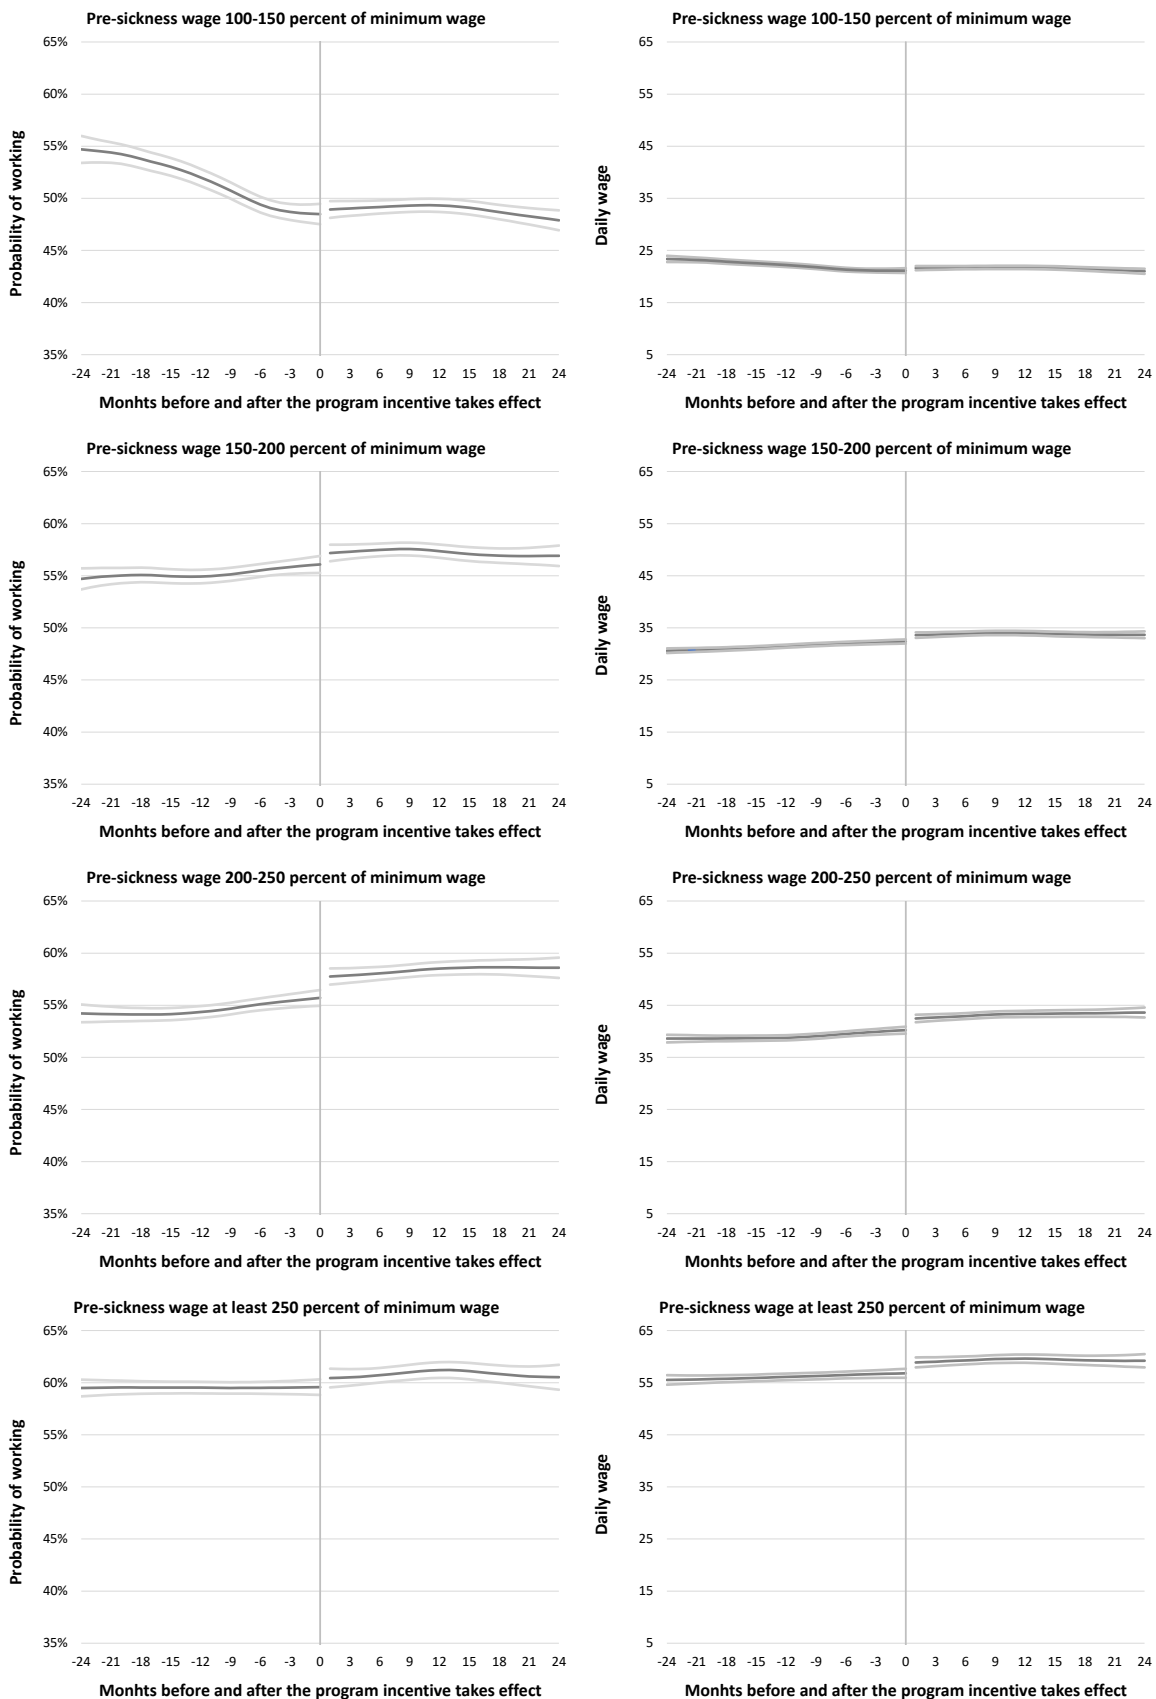 Pre-sickness wage 100-150 percent of minimum wage
65%
60%
55%
50%
45%
40%
35%
Probability of working
-24 -21 -18 -15 -12 -9 -6 -3 0 3 6 9 12 15 18 21 24
Monhts before and after the program incentive takes effect
Pre-sickness wage 100-150 percent of minimum wage
65
55
45
35
25
15
5
Daily wage
-24 -21 -18 -15 -12 -9 -6 -3 0 3 6 9 12 15 18 21 24
Monhts before and after the program incentive takes effect
Pre-sickness wage 150-200 percent of minimum wage
65%
60%
55%
50%
45%
40%
35%
Probability of working
-24 -21 -18 -15 -12 -9 -6 -3 0 3 6 9 12 15 18 21 24
Monhts before and after the program incentive takes effect
Pre-sickness wage 150-200 percent of minimum wage
65
55
45
35
25
15
5
Daily wage
-24 -21 -18 -15 -12 -9 -6 -3 0 3 6 9 12 15 18 21 24
Monhts before and after the program incentive takes effect
Pre-sickness wage 200-250 percent of minimum wage
65%
60%
55%
50%
45%
40%
35%
Probability of working
-24 -21 -18 -15 -12 -9 -6 -3 0 3 6 9 12 15 18 21 24
Monhts before and after the program incentive takes effect
Pre-sickness wage 200-250 percent of minimum wage
65
55
45
35
25
15
5
Daily wage
-24 -21 -18 -15 -12 -9 -6 -3 0 3 6 9 12 15 18 21 24
Monhts before and after the program incentive takes effect
Pre-sickness wage at least 250 percent of minimum wage
65%
60%
55%
50%
45%
40%
35%
Probability of working
-24 -21 -18 -15 -12 -9 -6 -3 0 3 6 9 12 15 18 21 24
Monhts before and after the program incentive takes effect
Pre-sickness wage at least 250 percent of minimum wage
65
55
45
35
25
15
5
Daily wage
-24 -21 -18 -15 -12 -9 -6 -3 0 3 6 9 12 15 18 21 24
Monhts before and after the program incentive takes effect